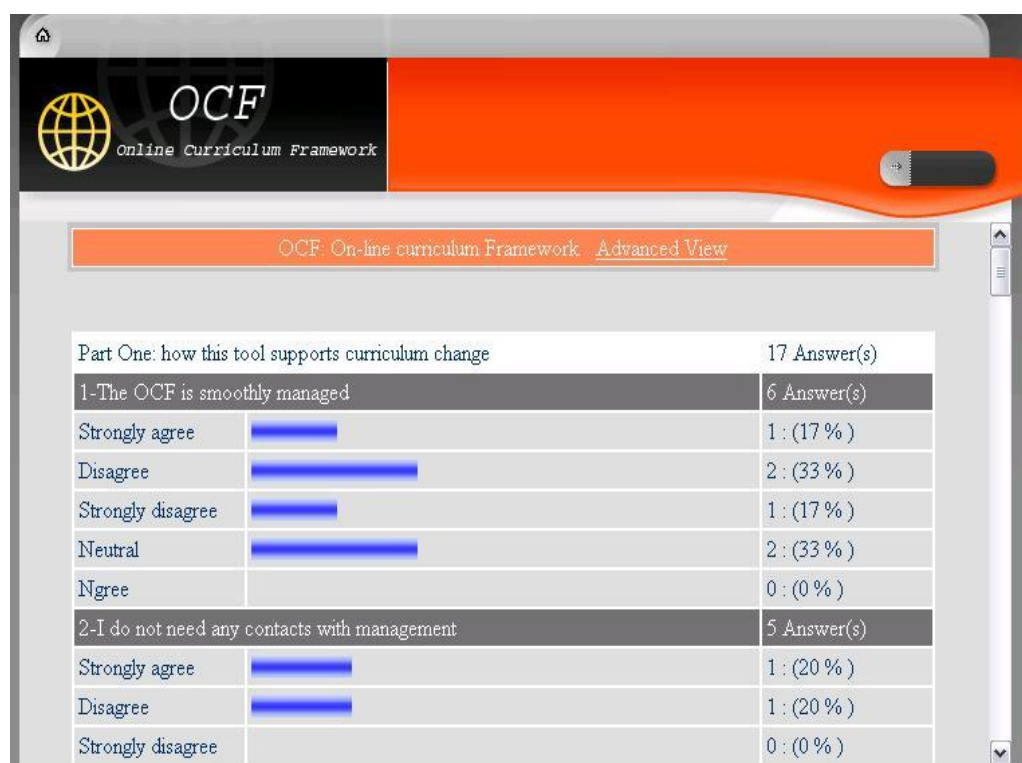 OCF
Online Curriculum Framework
OCF: On-line curriculum Framework Advanced View
Part One: how this tool supports curriculum change 17 Answer(s)
1-The OCF is smoothly managed 6 Answer(s)
Strongly agree 1 : (17 % )
Disagree 2 : (33 % )
Strongly disagree 1 : (17 % )
Neutral 2 : (33 % )
Ngree 0 : (0 % )
2-I do not need any contacts with management 5 Answer(s)
Strongly agree 1 : (20 % )
Disagree 1 : (20 % )
Strongly disagree 0 : (0 % )